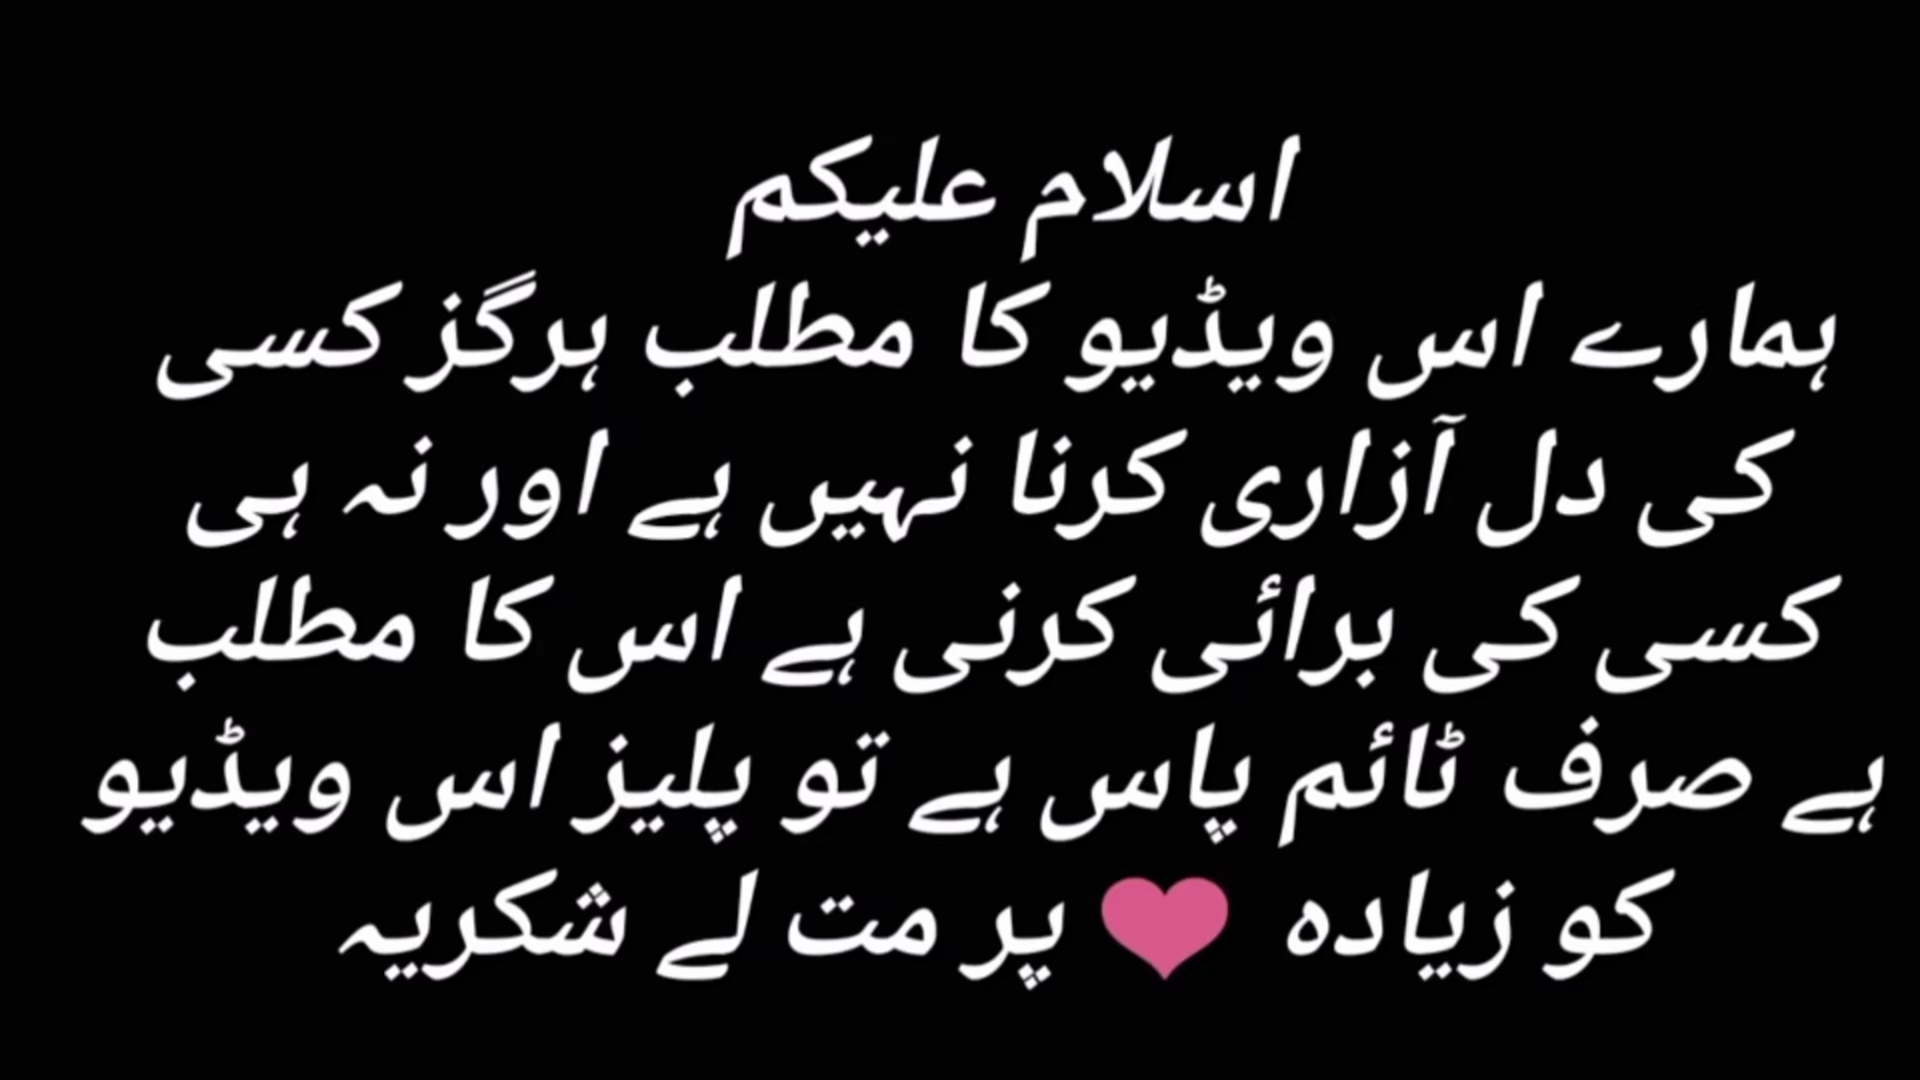 اسلام علیکم
ہمارے اس ویڈیو کا مطلب ہرگز کسی
کی دل آزاری کرنا نہیں ہے اور نہ ہی
کسی کی برائی کرنی ہے اس کا مطلب
ہے صرف ٹائم پاس ہے تو پلیز اس ویڈیو
کو زیادہ ❤ پر مت لے شکریہ